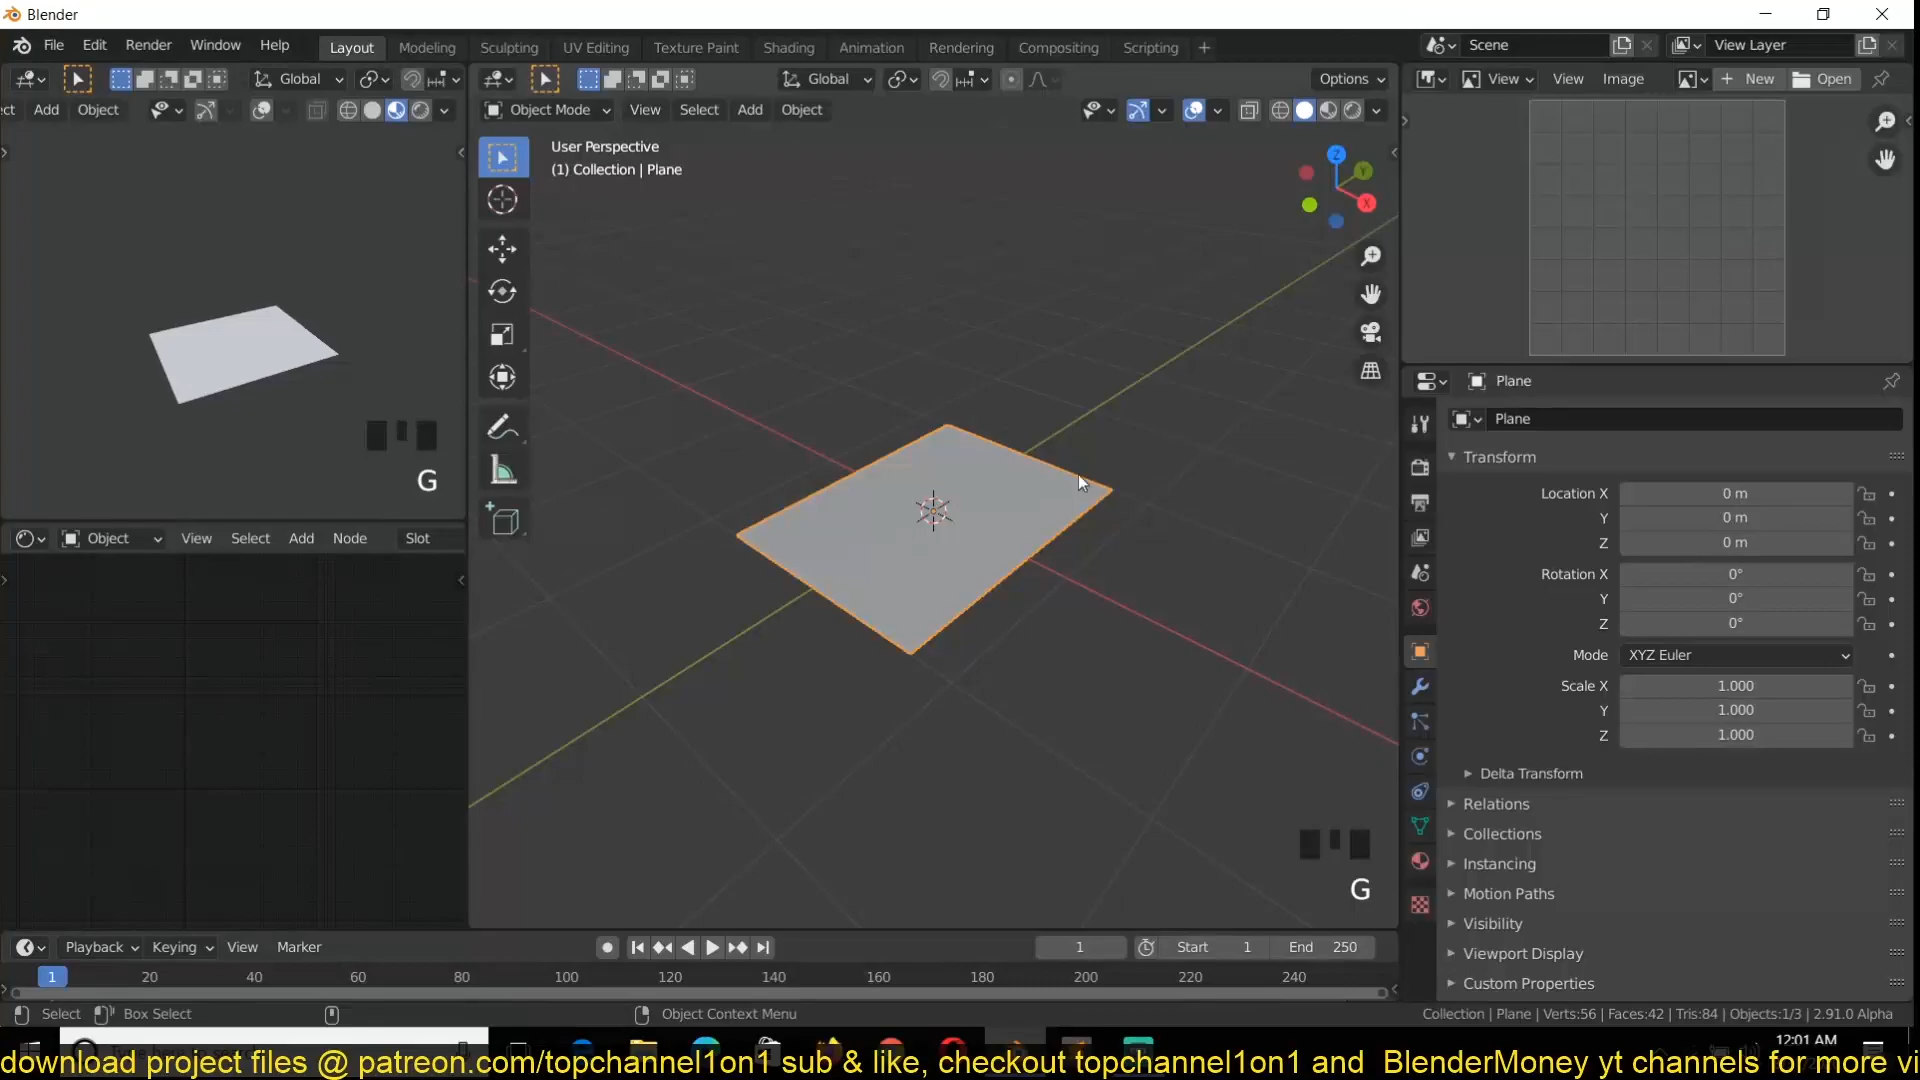 Blender
File Edit Render Window Help Layout Modeling Sculpting UV Editing Texture Paint Shading Animation Rendering Compositing Scripting + Scene View Layer
Global Global Options View View Image New Open
ct Add Object Object Mode View Select Add Object
User Perspective
(1) Collection | Plane
Z
Y
X
G
Plane
Plane
Transform
Location X 0 m
Y 0 m
Z 0 m
Rotation X 0°
Y 0°
Z 0°
Mode XYZ Euler
Scale X 1.000
Y 1.000
Z 1.000
Delta Transform
Relations
Collections
Instancing
Motion Paths
Visibility
Viewport Display
Custom Properties
Object View Select Add Node Slot
G
Playback Keying View Marker 1 Start 1 End 250
1 20 40 60 80 100 120 140 160 180 200 220 240
Select Box Select Object Context Menu Collection | Plane | Verts:56 | Faces:42 | Tris:84 | Objects:1/3 | 2.91.0 Alpha
12:01 AM
download project files @ patreon.com/topchannel1on1 sub & like, checkout topchannel1on1 and BlenderMoney yt channels for more vi